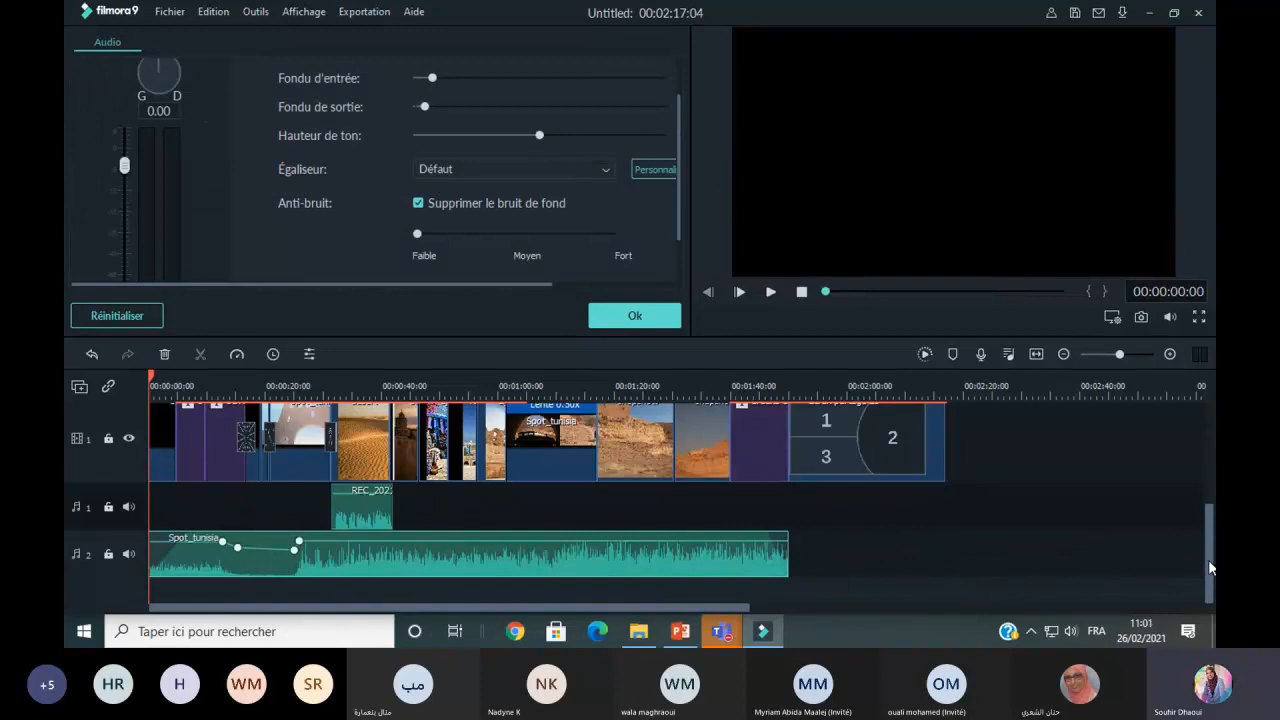 filmora9 Fichier Edition Outils Affichage Exportation Aide Untitled: 00:02:17:04
Audio
Fondu d'entrée:
G D
Fondu de sortie:
0.00
Hauteur de ton:
Égaliseur: Défaut
Anti-bruit: Supprimer le bruit de fond
Faible Moyen Fort
00:00:00:00
Réinitialiser Ok
00:00:00:00 00:00:20:00 00:00:40:00 00:01:00:00 00:01:20:00 00:01:40:00 00:02:00:00 00:02:20:00 00:02:40:00 00
Lente 0.50x
Spot_tunisia
1 2 3
1
REC_202
1
Spot_tunisia
2
Taper ici pour rechercher
FRA
11:01
26/02/2021
+5 HR H WM SR مب NK WM MM OM
منال بنعمارة Nadyne K wala maghraoui Myriam Abida Maalej (Invité) ouali mohamed (Invité) حنان الشعري Souhir Dhaoui